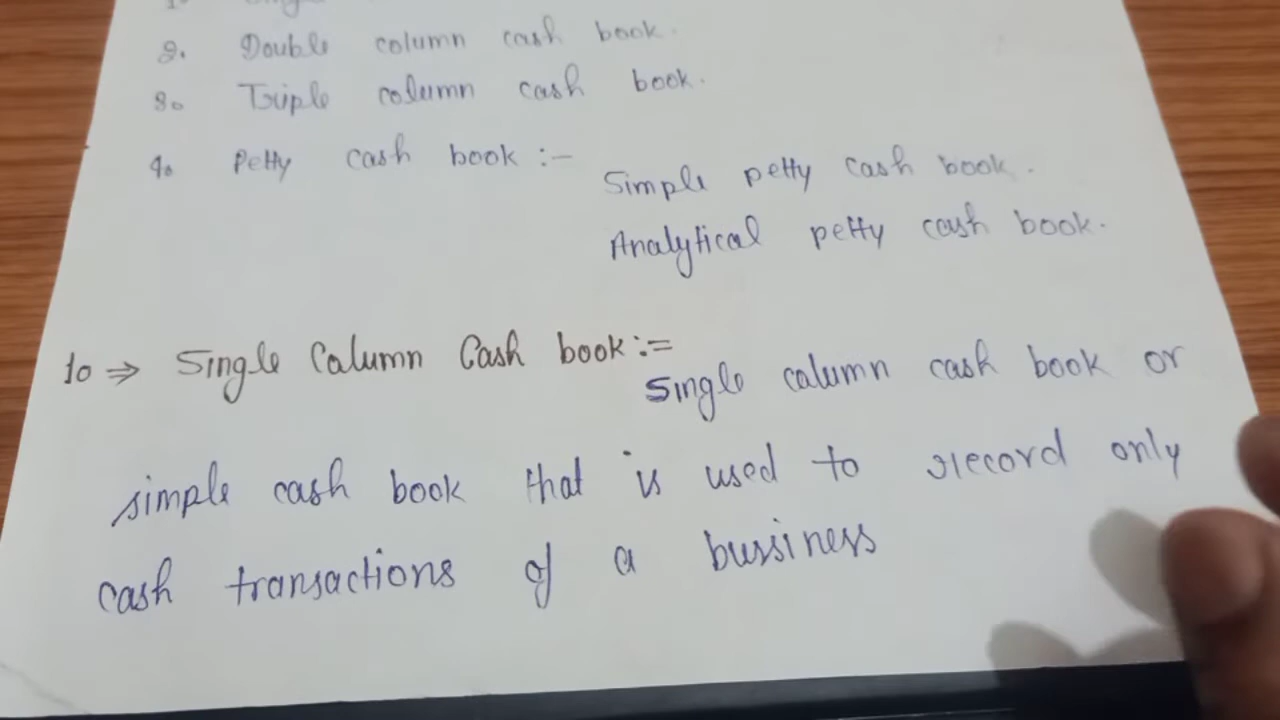 2. Double column cash book.
3. Triple column cash book.
4. Petty cash book :-
Simple petty cash book.
Analytical petty cash book.
1. ⇒ Single Column Cash book :=
Single column cash book or
simple cash book that is used to record only
cash transactions of a bussiness